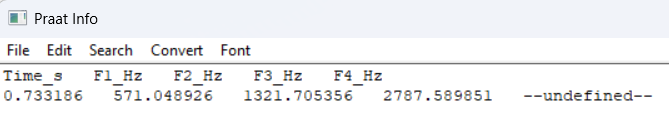 Praat Info
File Edit Search Convert Font
Time_s F1_Hz F2_Hz F3_Hz F4_Hz
0.733186 571.048926 1321.705356 2787.589851 --undefined--